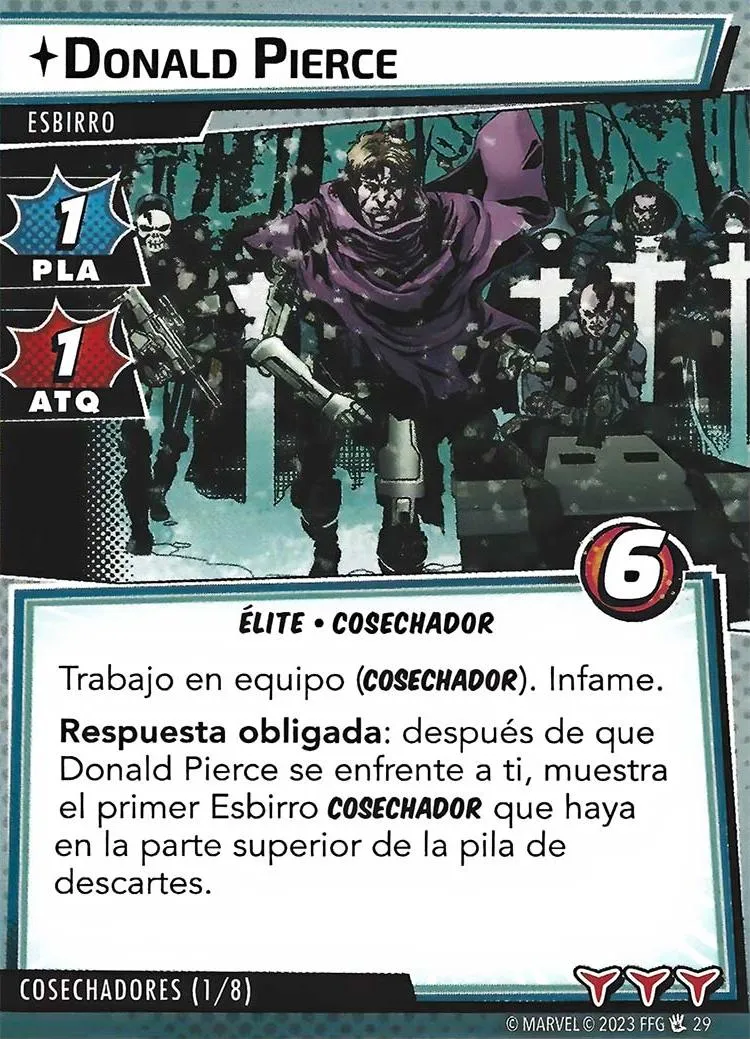 DONALD PIERCE
ESBIRRO
1
PLA
1
ATQ
6
ÉLITE • COSECHADOR
Trabajo en equipo (COSECHADOR). Infame.
Respuesta obligada: después de que
Donald Pierce se enfrente a ti, muestra
el primer Esbirro COSECHADOR que haya
en la parte superior de la pila de
descartes.
COSECHADORES (1/8)
© MARVEL © 2023 FFG 29